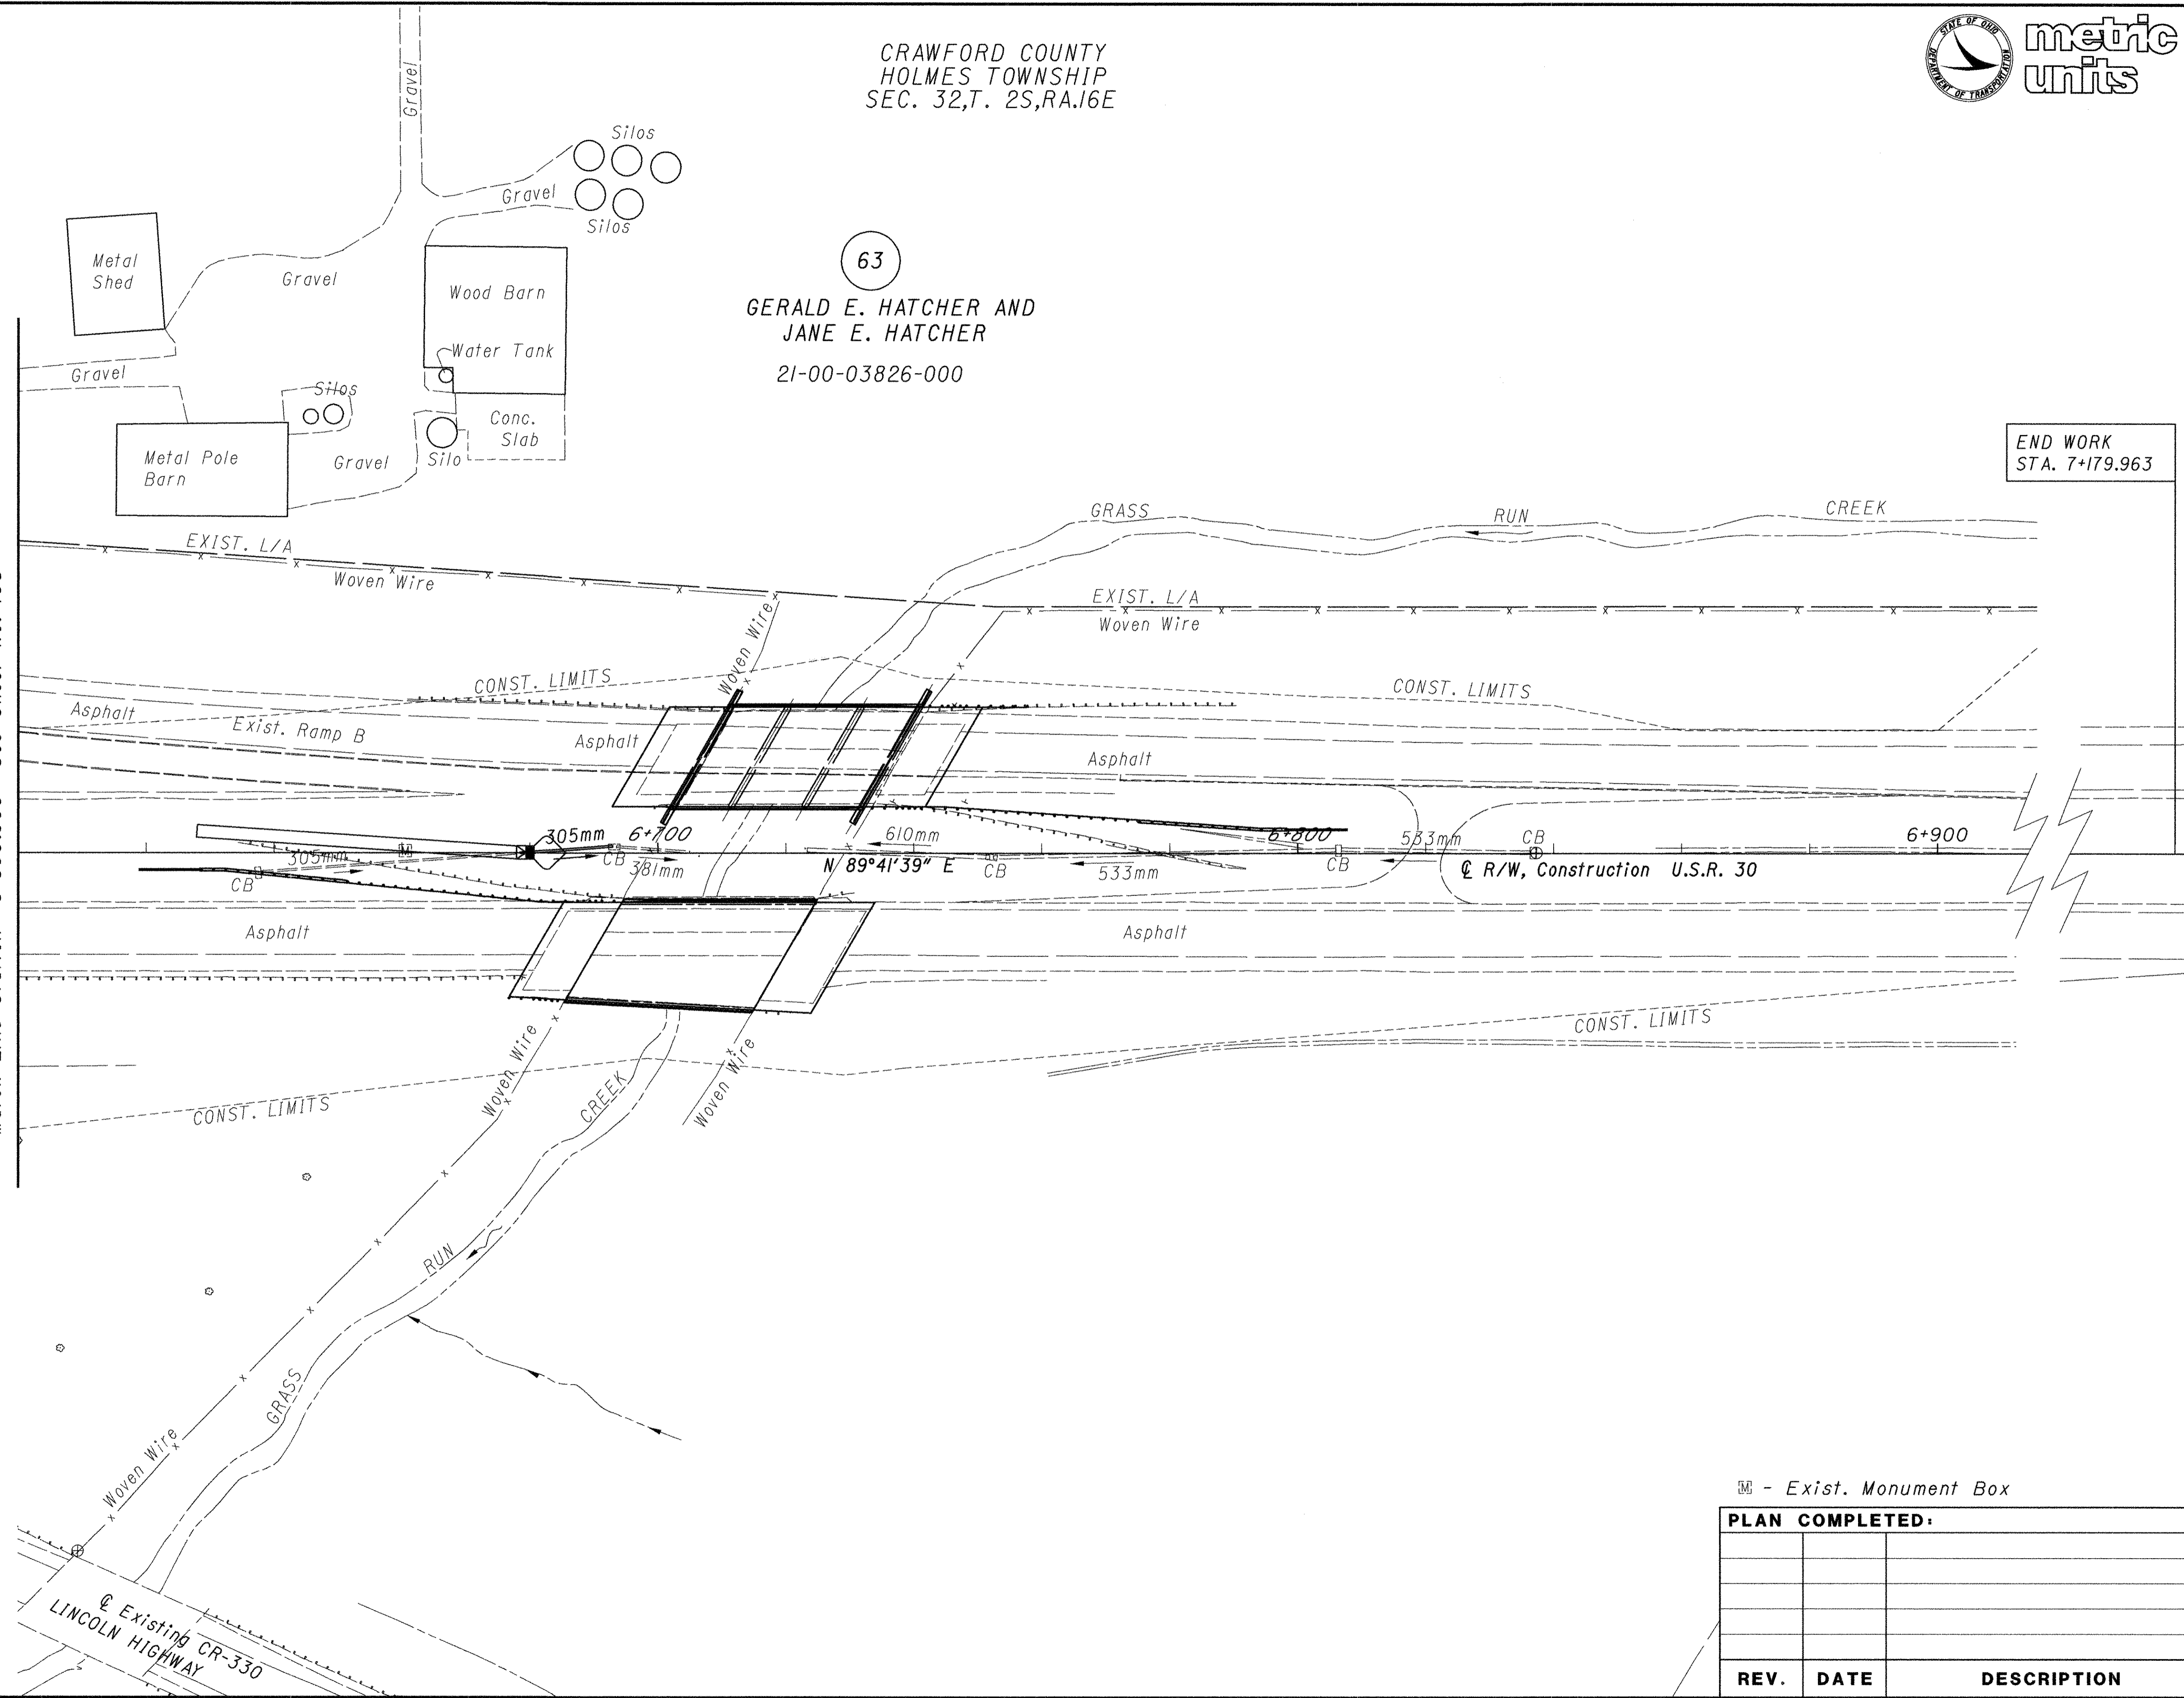 CRAWFORD COUNTY
HOLMES TOWNSHIP
SEC. 32,T. 2S,RA.16E
STATE OF OHIO
DEPARTMENT OF TRANSPORTATION
metric
units
Gravel
Silos
Gravel
Silos
Metal
Shed
Gravel
Wood Barn
63
GERALD E. HATCHER AND
JANE E. HATCHER
21-00-03826-000
Water Tank
Gravel
Silos
Conc.
Slab
Silo
Metal Pole
Barn
Gravel
END WORK
STA. 7+179.963
GRASS
RUN
CREEK
EXIST. L/A
Woven Wire
EXIST. L/A
Woven Wire
Woven Wire
CONST. LIMITS
CONST. LIMITS
Asphalt
Exist. Ramp B
Asphalt
Asphalt
305mm
6+700
610mm
6+800
533mm
CB
6+900
305mm
M
CB
381mm
N 89°41'39" E
CB
533mm
CB
℄ R/W, Construction U.S.R. 30
CB
Asphalt
Asphalt
CONST. LIMITS
Woven Wire
Woven Wire
CREEK
CONST. LIMITS
RUN
GRASS
Woven Wire
M - Exist. Monument Box
PLAN COMPLETED:
REV. DATE DESCRIPTION
℄ Existing CR-330
LINCOLN HIGHWAY